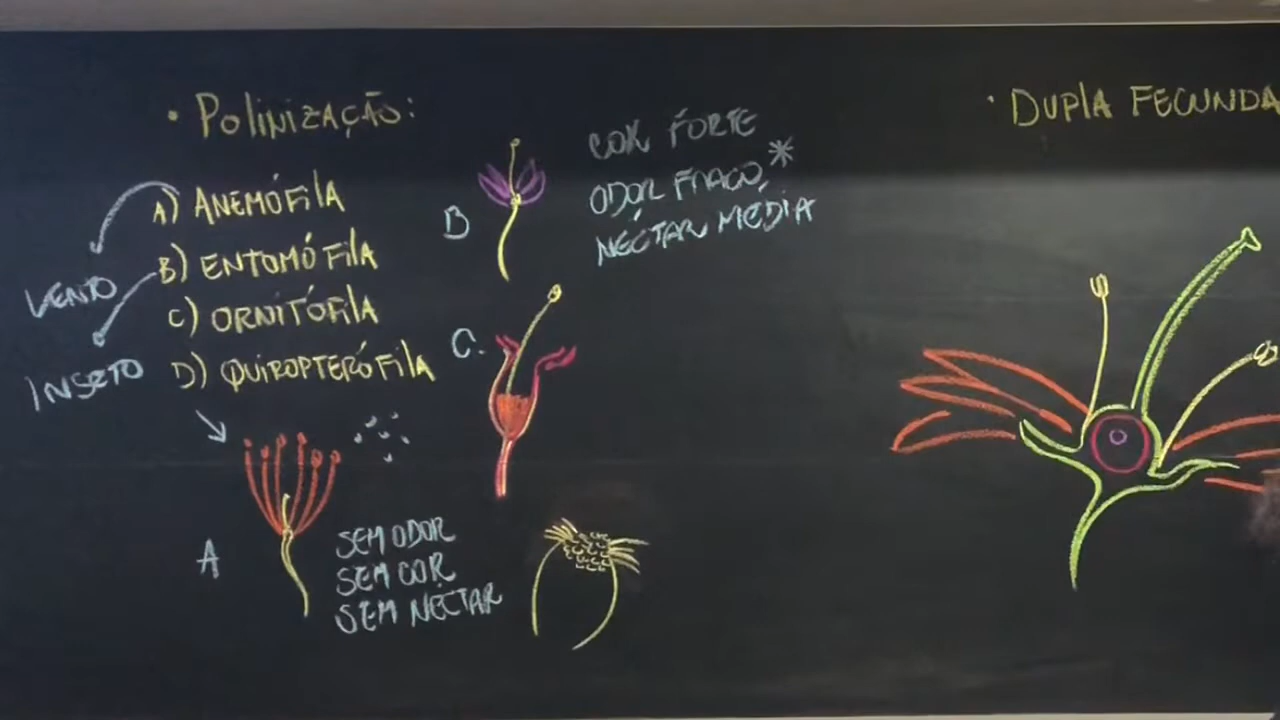 • POLINIZAÇÃO:
A) ANEMÓFILA
B) ENTOMÓFILA
C) ORNITÓFILA
D) QUIROPTERÓFILA
VENTO
INSETO
A
SEM ODOR
SEM COR
SEM NÉCTAR
B
COR FORTE
ODOR FRACO, *
NÉCTAR MÉDIA
C.
• DUPLA FECUNDA